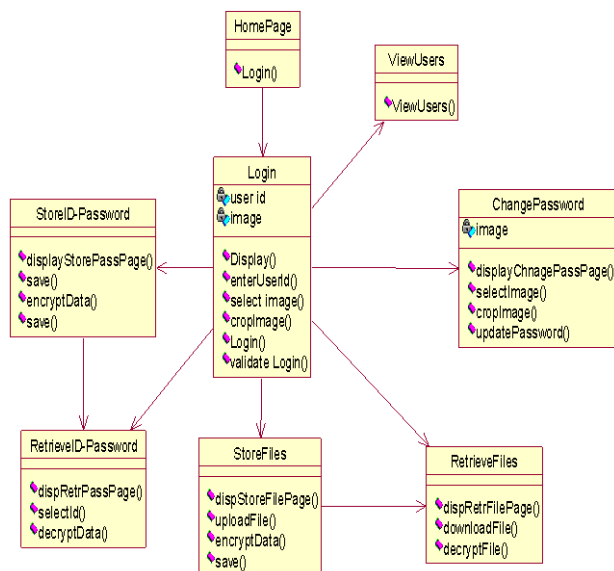 HomePage
Login()
ViewUsers
ViewUsers()
Login
user id
image
Display()
enterUserId()
select image()
cropImage()
Login()
validate Login()
StoreID-Password
displayStorePassPage()
save()
encryptData()
save()
ChangePassword
image
displayChnagePassPage()
selectImage()
cropImage()
updatePassword()
RetrieveID-Password
dispRetrPassPage()
selectId()
decryptData()
StoreFiles
dispStoreFilePage()
uploadFile()
encryptData()
save()
RetrieveFiles
dispRetrFilePage()
downloadFile()
decryptFile()